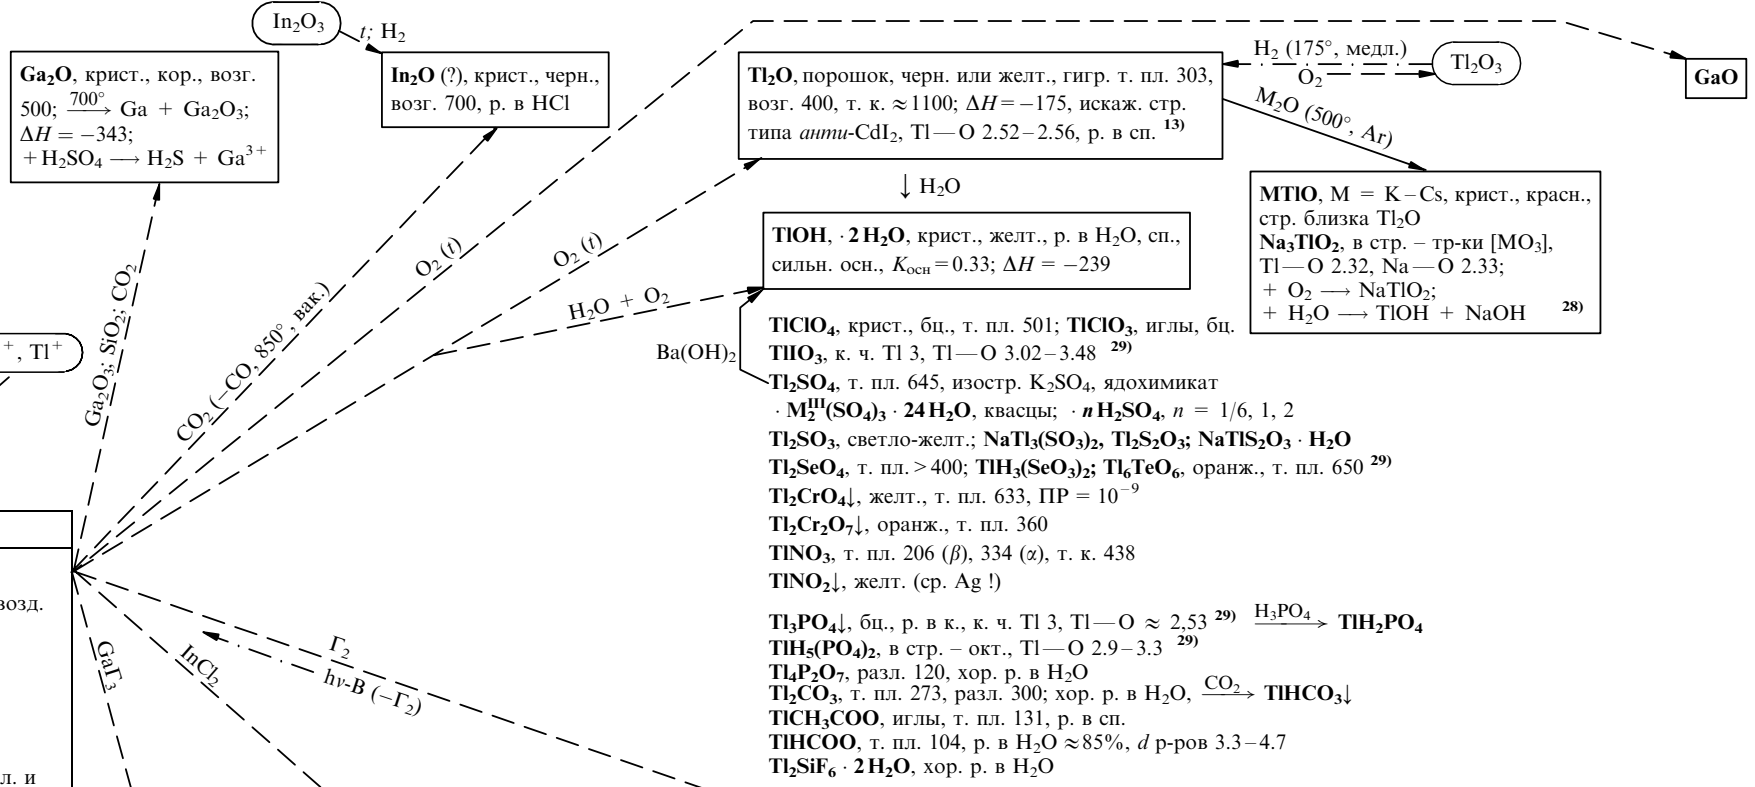 In₂O₃
t; H₂
Ga₂O, крист., кор., возг.
500; 700° ⟶ Ga + Ga₂O₃;
ΔH = −343;
+H₂SO₄ ⟶ H₂S + Ga³⁺
In₂O (?), крист., черн.,
возг. 700, р. в HCl
Tl₂O, порошок, черн. или желт., гигр. т. пл. 303,
возг. 400, т. к. ≈1100; ΔH=−175, искаж. стр.
типа анти-CdI₂, Tl—O 2.52–2.56, р. в сп. ¹³⁾
H₂ (175°, медл.)
O₂
Tl₂O₃
GaO
M₂O (500°, Ar)
↓ H₂O
TlOH, · 2H₂O, крист., желт., р. в H₂O, сп.,
сильн. осн., Kосн=0.33; ΔH = −239
MTlO, M = K–Cs, крист., красн.,
стр. близка Tl₂O
Na₃TlO₂, в стр. – тр-ки [MO₃],
Tl—O 2.32, Na—O 2.33;
+ O₂ ⟶ NaTlO₂;
+ H₂O ⟶ TlOH + NaOH ²⁸⁾
⁺, Tl⁺
Ga₂O₃; SiO₂; CO₂
CO₂ (−CO, 850°, вак.)
O₂ (t)
O₂ (t)
H₂O + O₂
Ba(OH)₂
TlClO₄, крист., бц., т. пл. 501; TlClO₃, иглы, бц.
TlIO₃, к. ч. Tl 3, Tl—O 3.02–3.48 ²⁹⁾
Tl₂SO₄, т. пл. 645, изостр. K₂SO₄, ядохимикат
· M₂ᴵᴵᴵ(SO₄)₃ · 24H₂O, квасцы; · nH₂SO₄, n = 1/6, 1, 2
Tl₂SO₃, светло-желт.; NaTl₃(SO₃)₂, Tl₂S₂O₃; NaTlS₂O₃ · H₂O
Tl₂SeO₄, т. пл.>400; TlH₃(SeO₃)₂; Tl₆TeO₆, оранж., т. пл. 650 ²⁹⁾
Tl₂CrO₄↓, желт., т. пл. 633, ПР = 10⁻⁹
Tl₂Cr₂O₇↓, оранж., т. пл. 360
TlNO₃, т. пл. 206 (β), 334 (α), т. к. 438
TlNO₂↓, желт. (ср. Ag !)
Tl₃PO₄↓, бц., р. в к., к. ч. Tl 3, Tl—O ≈ 2,53 ²⁹⁾ H₃PO₄ ⟶ TlH₂PO₄
TlH₅(PO₄)₂, в стр. – окт., Tl—O 2.9–3.3 ²⁹⁾
Tl₄P₂O₇, разл. 120, хор. р. в H₂O
Tl₂CO₃, т. пл. 273, разл. 300; хор. р. в H₂O, CO₂ ⟶ TlHCO₃↓
TlCH₃COO, иглы, т. пл. 131, р. в сп.
TlHCOO, т. пл. 104, р. в H₂O ≈85%, d р-ров 3.3–4.7
Tl₂SiF₆ · 2H₂O, хор. р. в H₂O
возд.
л. и
GaГ₃
InCl₂
Г₂
hν-В (−Г₂)